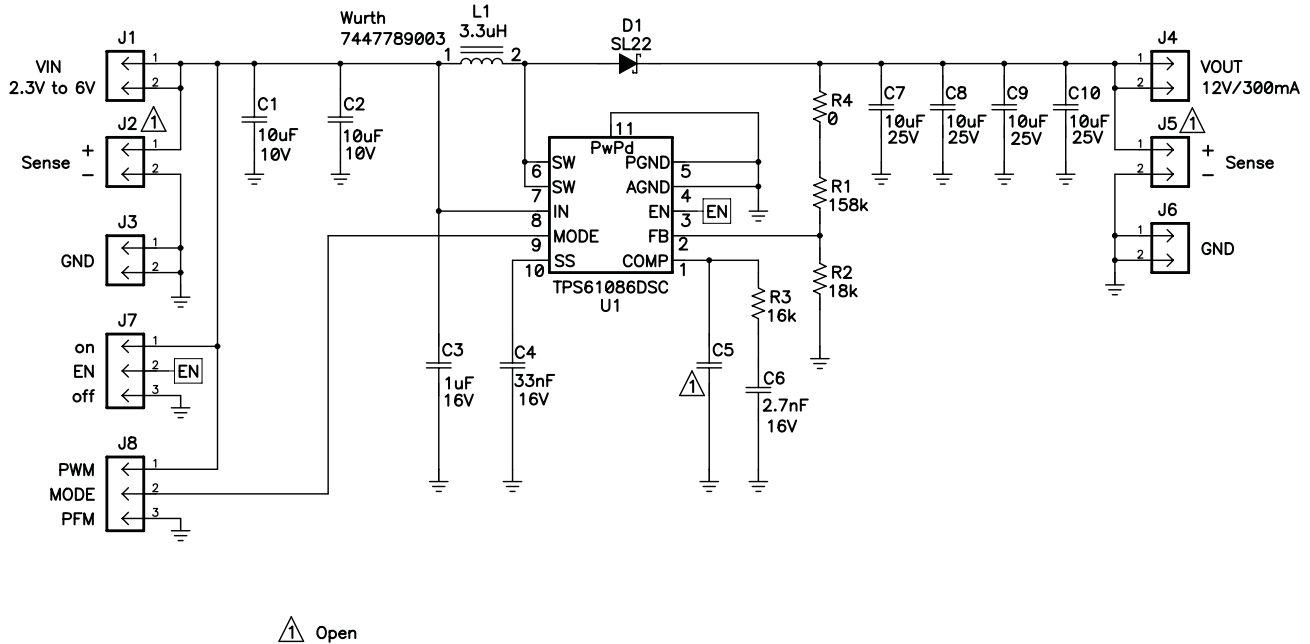 Wurth
7447789003
L1
3.3uH
1
2
D1
SL22
J1
VIN
2.3V to 6V
1
2
J2
1
Sense
+
−
1
2
J3
GND
1
2
J7
on
EN
off
1
2
3
EN
J8
PWM
MODE
PFM
1
2
3
C1
10uF
10V
C2
10uF
10V
C3
1uF
16V
C4
33nF
16V
11
PwPd
SW
6
SW
7
IN
8
MODE
9
SS
10
PGND
5
AGND
4
EN
3
FB
2
COMP
1
TPS61086DSC
U1
EN
C5
1
R3
16k
C6
2.7nF
16V
R4
0
R1
158k
R2
18k
C7
10uF
25V
C8
10uF
25V
C9
10uF
25V
C10
10uF
25V
J4
1
2
VOUT
12V/300mA
J5
1
1
2
+
−
Sense
J6
1
2
GND
1 Open